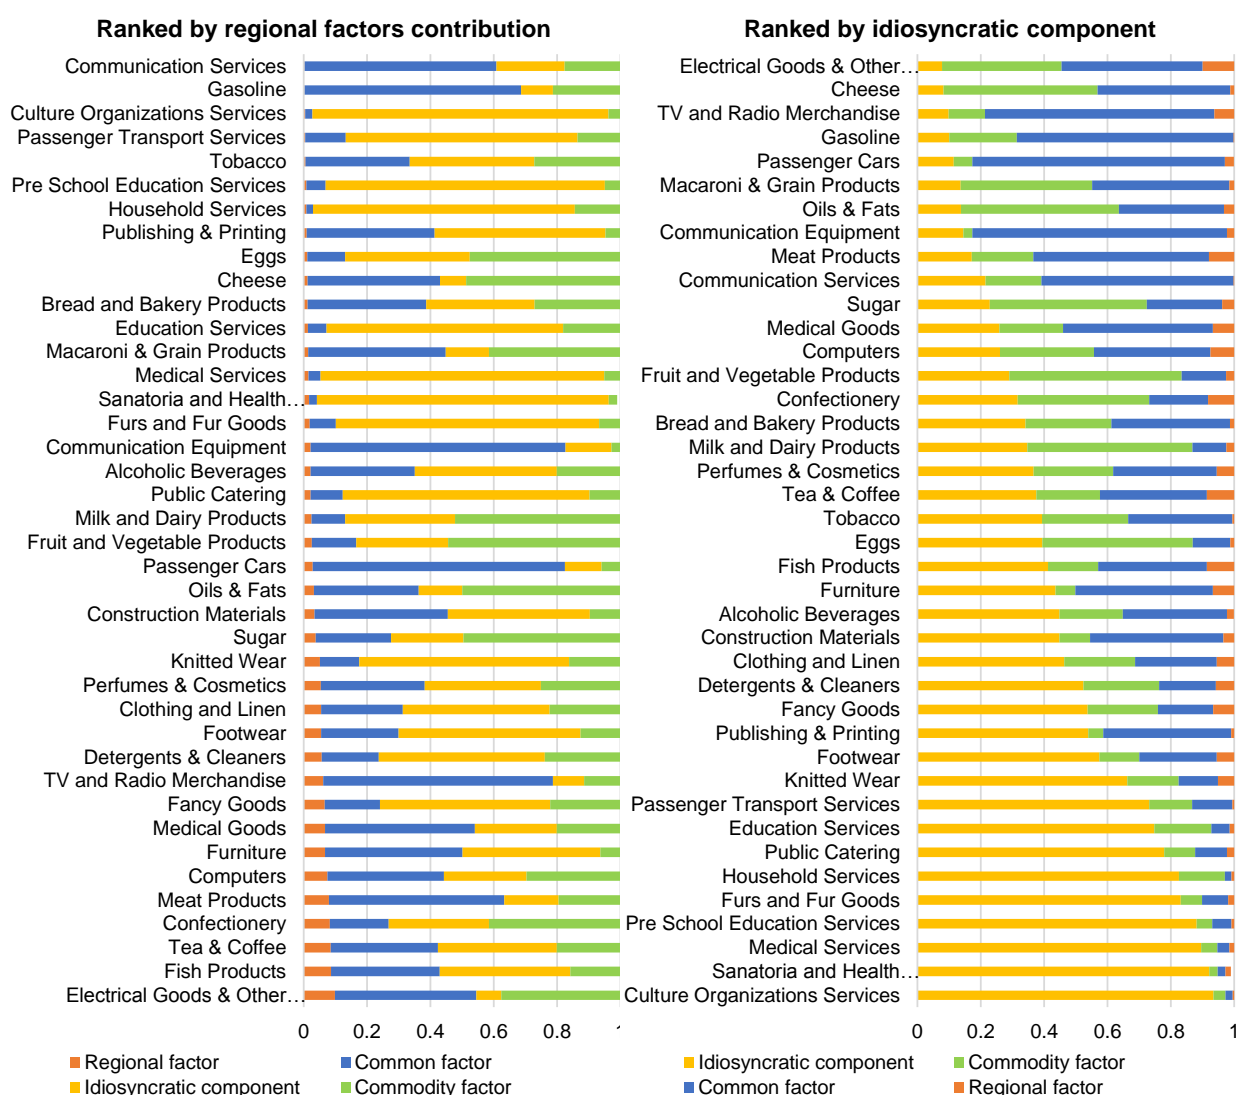 Ranked by regional factors contribution
Communication Services
Gasoline
Culture Organizations Services
Passenger Transport Services
Tobacco
Pre School Education Services
Household Services
Publishing & Printing
Eggs
Cheese
Bread and Bakery Products
Education Services
Macaroni & Grain Products
Medical Services
Sanatoria and Health…
Furs and Fur Goods
Communication Equipment
Alcoholic Beverages
Public Catering
Milk and Dairy Products
Fruit and Vegetable Products
Passenger Cars
Oils & Fats
Construction Materials
Sugar
Knitted Wear
Perfumes & Cosmetics
Clothing and Linen
Footwear
Detergents & Cleaners
TV and Radio Merchandise
Fancy Goods
Medical Goods
Furniture
Computers
Meat Products
Confectionery
Tea & Coffee
Fish Products
Electrical Goods & Other…
0 0.2 0.4 0.6 0.8
Regional factor
Common factor
Idiosyncratic component
Commodity factor
Ranked by idiosyncratic component
Electrical Goods & Other…
Cheese
TV and Radio Merchandise
Gasoline
Passenger Cars
Macaroni & Grain Products
Oils & Fats
Communication Equipment
Meat Products
Communication Services
Sugar
Medical Goods
Computers
Fruit and Vegetable Products
Confectionery
Bread and Bakery Products
Milk and Dairy Products
Perfumes & Cosmetics
Tea & Coffee
Tobacco
Eggs
Fish Products
Furniture
Alcoholic Beverages
Construction Materials
Clothing and Linen
Detergents & Cleaners
Fancy Goods
Publishing & Printing
Footwear
Knitted Wear
Passenger Transport Services
Education Services
Public Catering
Household Services
Furs and Fur Goods
Pre School Education Services
Medical Services
Sanatoria and Health…
Culture Organizations Services
0 0.2 0.4 0.6 0.8 1
Idiosyncratic component
Commodity factor
Common factor
Regional factor